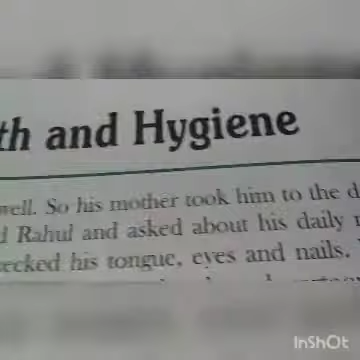 th and Hygiene
well. So his mother took him to the d
d Rahul and asked about his daily
ecked his tongue, eyes and nails.
InShOt